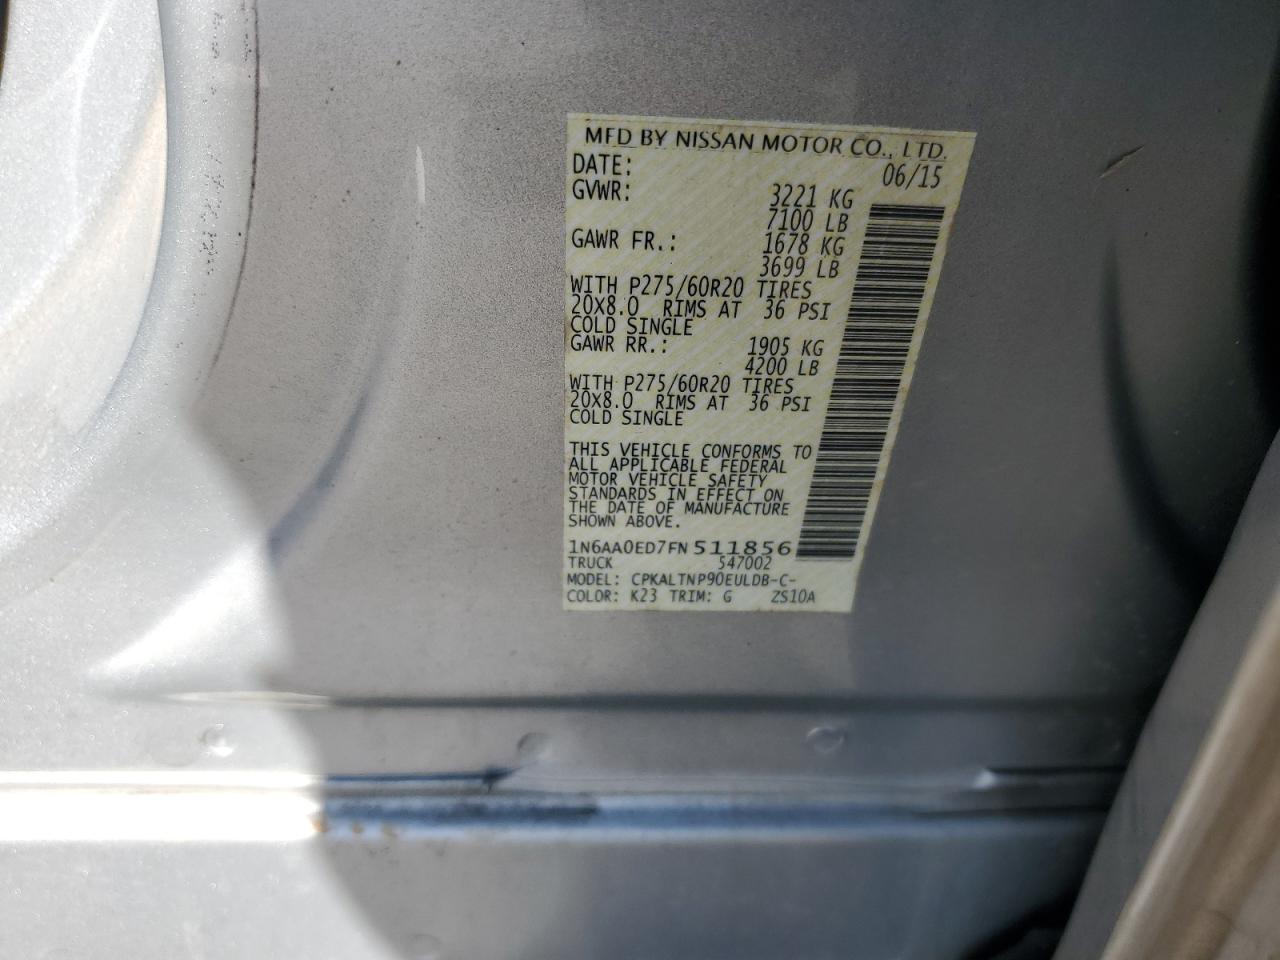 MFD BY NISSAN MOTOR CO., LTD.
DATE: 06/15
GVWR: 3221 KG
7100 LB
GAWR FR.: 1678 KG
3699 LB
WITH P275/60R20 TIRES
20X8.0 RIMS AT 36 PSI
COLD SINGLE
GAWR RR.: 1905 KG
4200 LB
WITH P275/60R20 TIRES
20X8.0 RIMS AT 36 PSI
COLD SINGLE
THIS VEHICLE CONFORMS TO
ALL APPLICABLE FEDERAL
MOTOR VEHICLE SAFETY
STANDARDS IN EFFECT ON
THE DATE OF MANUFACTURE
SHOWN ABOVE.
1N6AA0ED7FN511856
TRUCK 547002
MODEL: CPKALTNP90EULDB-C-
COLOR: K23 TRIM: G ZS10A